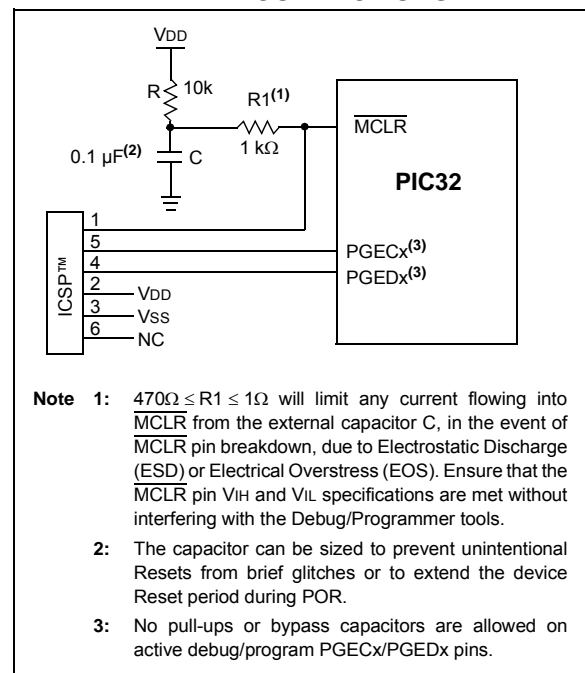 VDD
R 10k
R1(1)
MCLR
0.1 µF(2)
C
1 kΩ
PIC32
1
5
PGECx(3)
4
PGEDx(3)
2
VDD
3
VSS
6
NC
ICSP™
Note 1: 470Ω ≤ R1 ≤ 1Ω will limit any current flowing into
MCLR from the external capacitor C, in the event of
MCLR pin breakdown, due to Electrostatic Discharge
(ESD) or Electrical Overstress (EOS). Ensure that the
MCLR pin VIH and VIL specifications are met without
interfering with the Debug/Programmer tools.
2: The capacitor can be sized to prevent unintentional
Resets from brief glitches or to extend the device
Reset period during POR.
3: No pull-ups or bypass capacitors are allowed on
active debug/program PGECx/PGEDx pins.